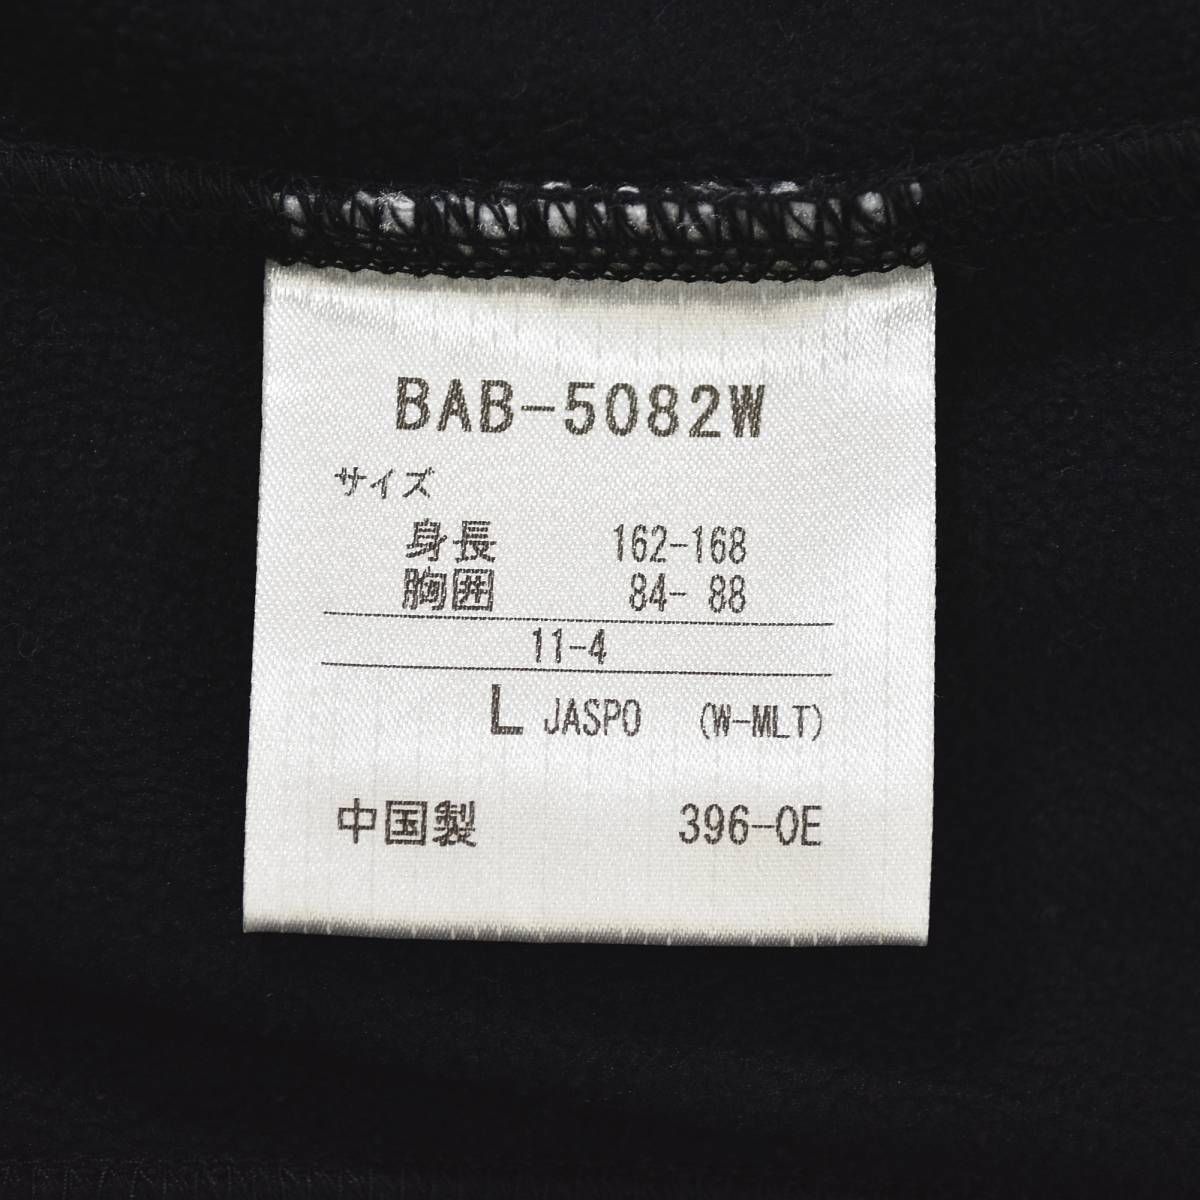 BAB-5082W
サイズ
身長 162-168
胸囲 84- 88
11-4
L JASPO (W-MLT)
中国製 396-OE